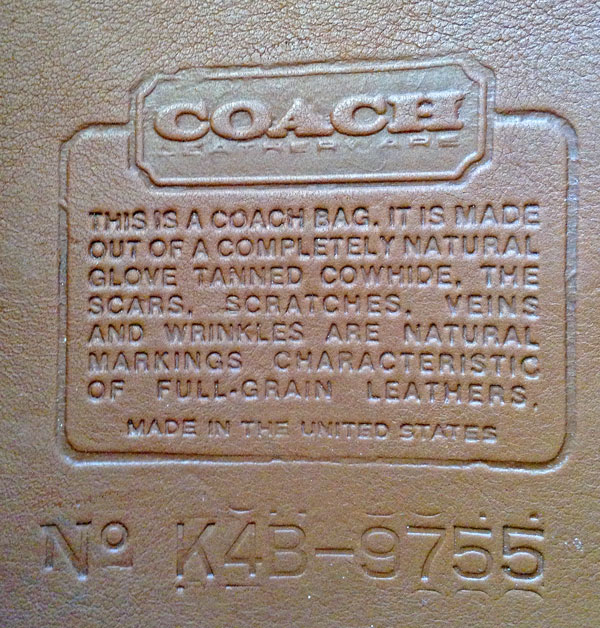 COACH
LEATHERWARE
THIS IS A COACH BAG. IT IS MADE
OUT OF A COMPLETELY NATURAL
GLOVE TANNED COWHIDE. THE
SCARS, SCRATCHES, VEINS
AND WRINKLES ARE NATURAL
MARKINGS CHARACTERISTIC
OF FULL-GRAIN LEATHERS.
MADE IN THE UNITED STATES
No K4B-9755